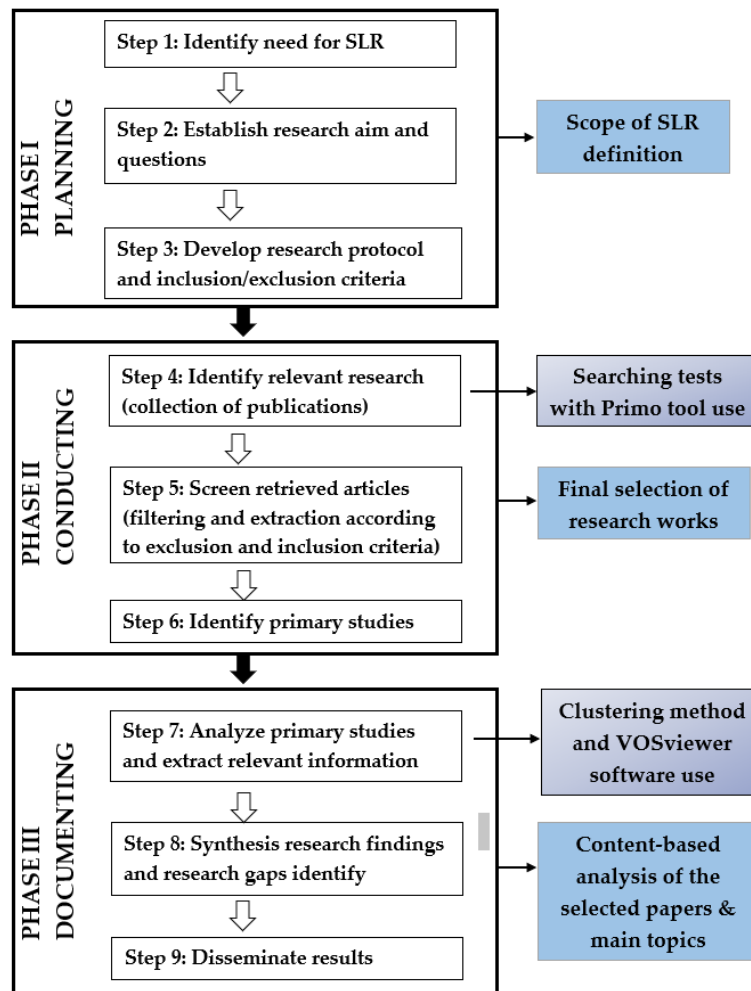 PHASE I
PLANNING
Step 1: Identify need for SLR
Step 2: Establish research aim and
questions
Step 3: Develop research protocol
and inclusion/exclusion criteria
Scope of SLR
definition
PHASE II
CONDUCTING
Step 4: Identify relevant research
(collection of publications)
Step 5: Screen retrieved articles
(filtering and extraction according
to exclusion and inclusion criteria)
Step 6: Identify primary studies
Searching tests
with Primo tool use
Final selection of
research works
PHASE III
DOCUMENTING
Step 7: Analyze primary studies
and extract relevant information
Step 8: Synthesis research findings
and research gaps identify
Step 9: Disseminate results
Clustering method
and VOSviewer
software use
Content-based
analysis of the
selected papers &
main topics